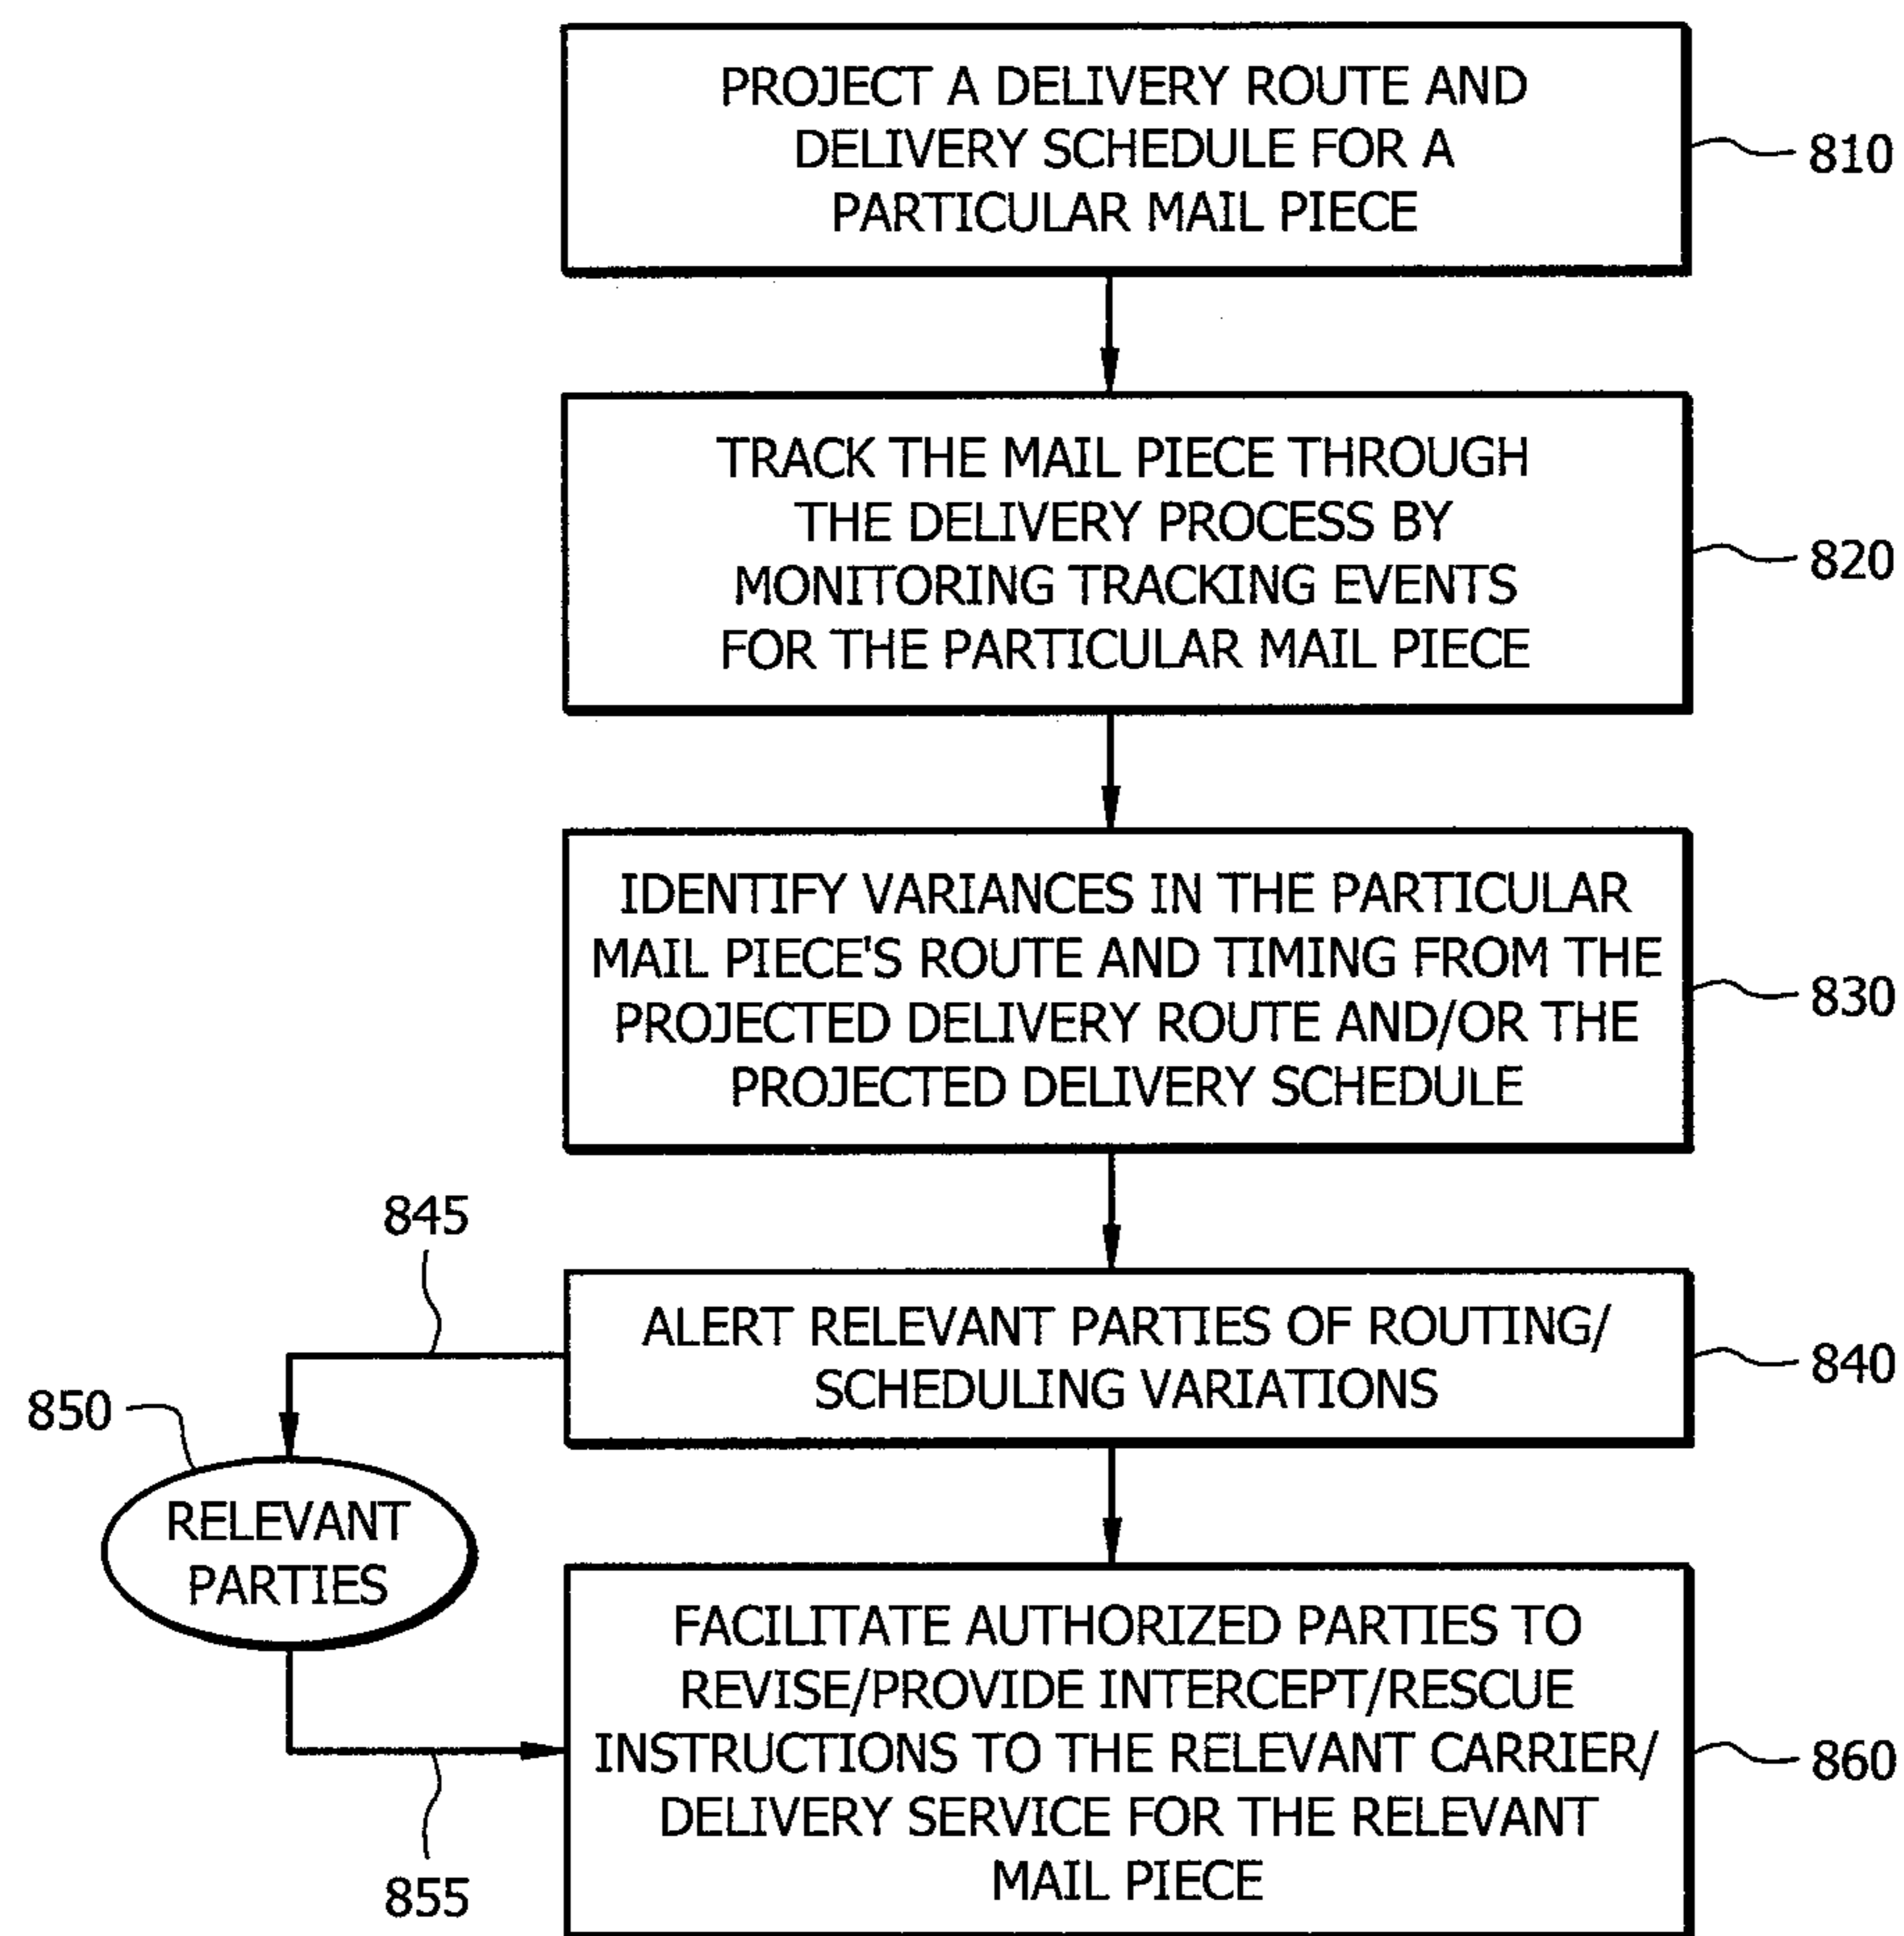 PROJECT A DELIVERY ROUTE AND
DELIVERY SCHEDULE FOR A
PARTICULAR MAIL PIECE
810
TRACK THE MAIL PIECE THROUGH
THE DELIVERY PROCESS BY
MONITORING TRACKING EVENTS
FOR THE PARTICULAR MAIL PIECE
820
IDENTIFY VARIANCES IN THE PARTICULAR
MAIL PIECE'S ROUTE AND TIMING FROM THE
PROJECTED DELIVERY ROUTE AND/OR THE
PROJECTED DELIVERY SCHEDULE
830
845
ALERT RELEVANT PARTIES OF ROUTING/
SCHEDULING VARIATIONS
840
850
RELEVANT
PARTIES
FACILITATE AUTHORIZED PARTIES TO
REVISE/PROVIDE INTERCEPT/RESCUE
INSTRUCTIONS TO THE RELEVANT CARRIER/
DELIVERY SERVICE FOR THE RELEVANT
MAIL PIECE
860
855